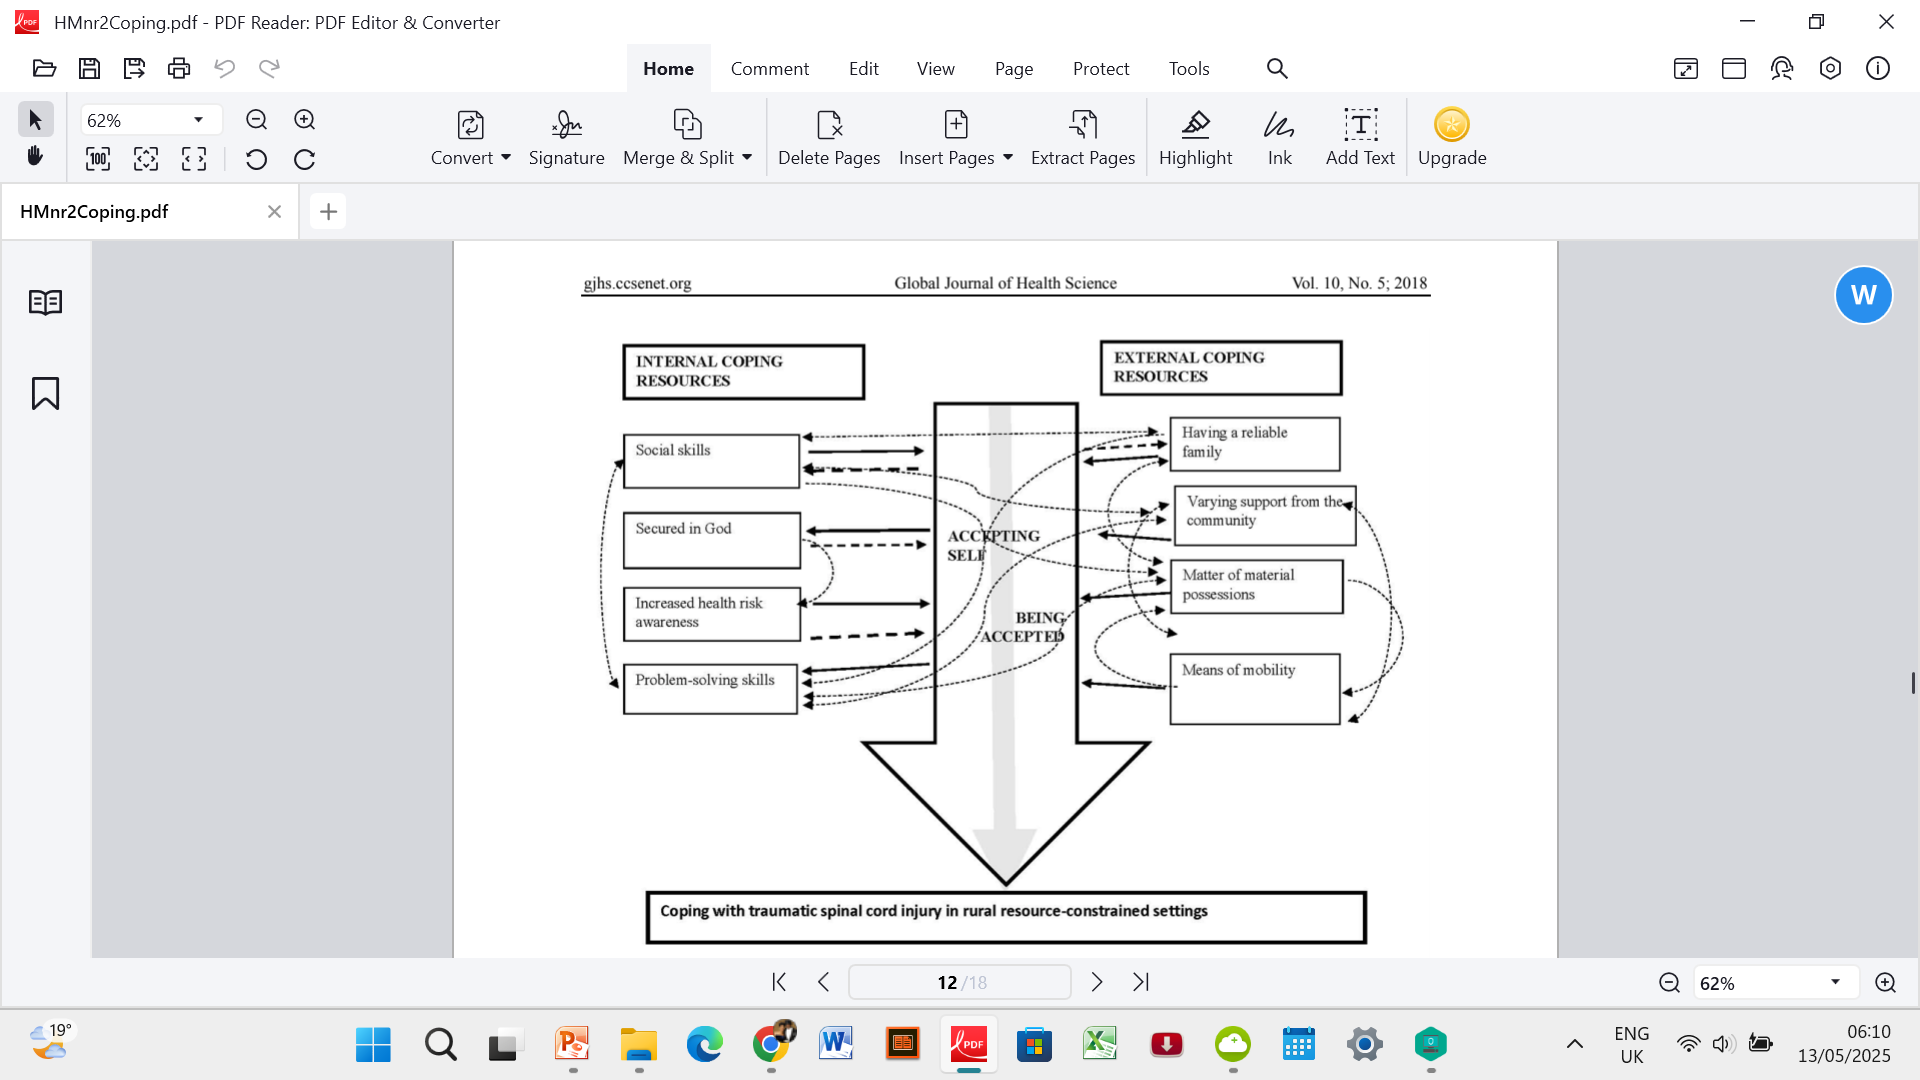 HMnr2Coping.pdf - PDF Reader: PDF Editor & Converter
Home Comment Edit View Page Protect Tools
62%
Convert Signature Merge & Split Delete Pages Insert Pages Extract Pages Highlight Ink Add Text Upgrade
HMnr2Coping.pdf
W
gjhs.ccsenet.org Global Journal of Health Science Vol. 10, No. 5; 2018
INTERNAL COPING
RESOURCES
EXTERNAL COPING
RESOURCES
Social skills
Secured in God
Increased health risk
awareness
Problem-solving skills
ACCEPTING
SELF
BEING
ACCEPTED
Having a reliable
family
Varying support from the
community
Matter of material
possessions
Means of mobility
Coping with traumatic spinal cord injury in rural resource-constrained settings
12 /18
62%
19°
ENG
UK
06:10
13/05/2025